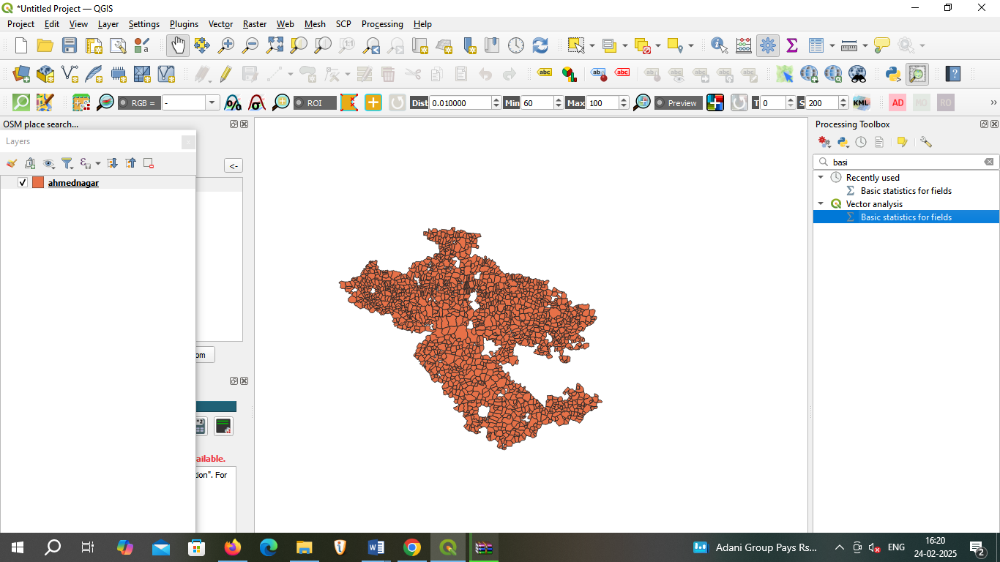 *Untitled Project — QGIS
Project Edit View Layer Settings Plugins Vector Raster Web Mesh SCP Processing Help
abc abc abc
RGB = - ROI Dist 0.010000 Min 60 Max 100 Preview T 0 S 200 KML AD MO RO »
OSM place search...
Processing Toolbox
Layers
basi
<-
Recently used
ahmednagar
Basic statistics for fields
Vector analysis
Basic statistics for fields
om
ailable.
tion". For
Adani Group Pays Rs...
ENG
16:20
24-02-2025
2